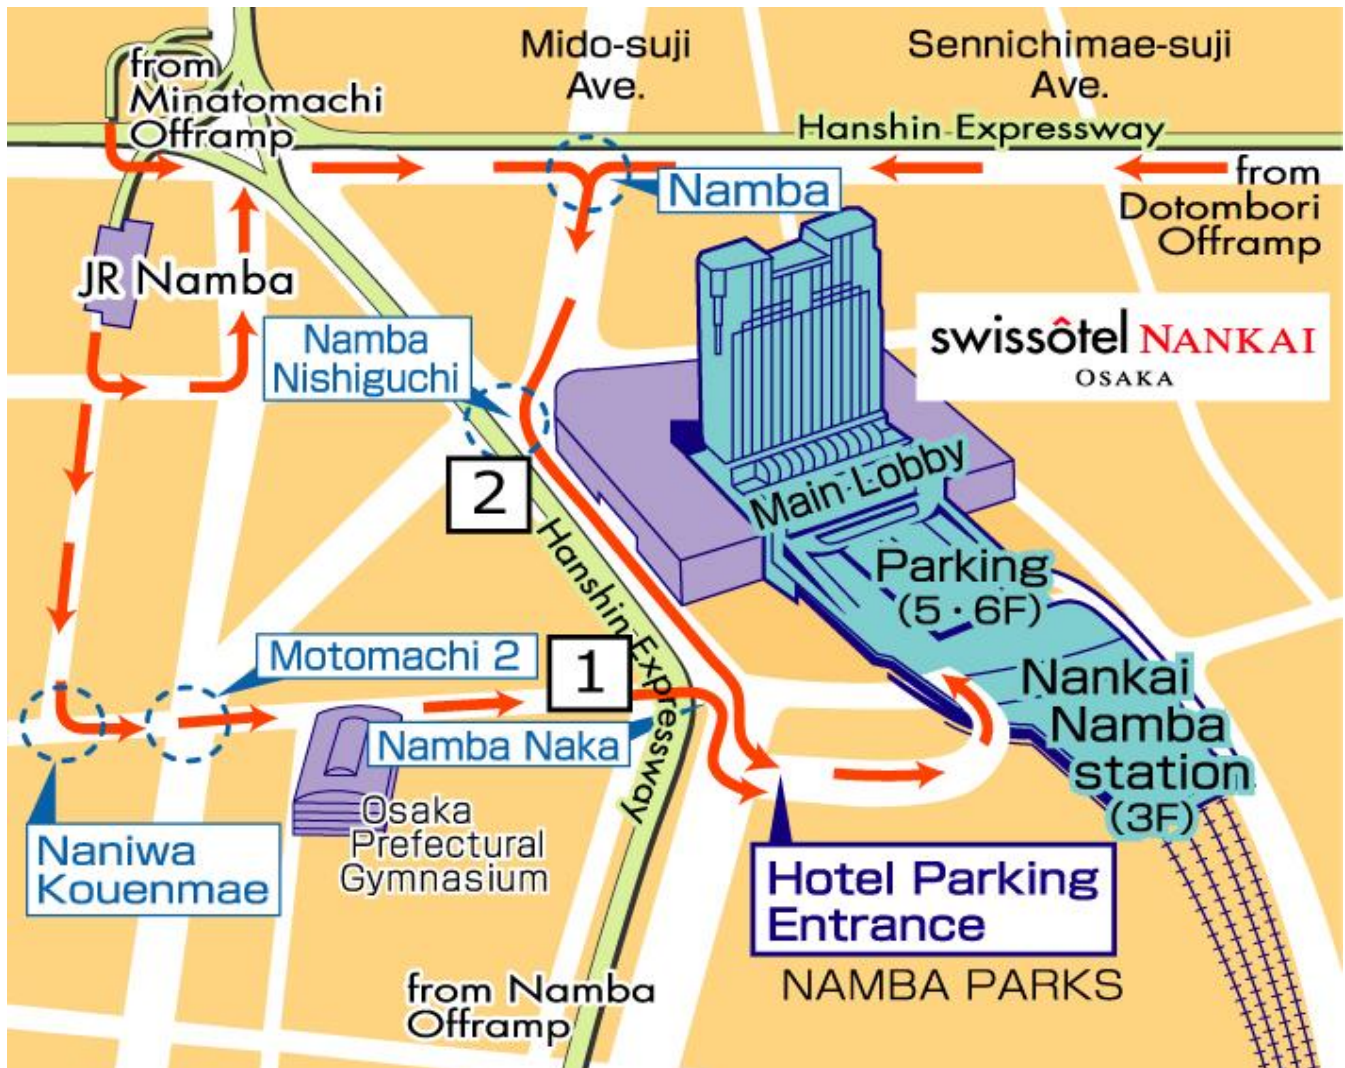 from
Minatomachi
Offramp
Mido-suji
Ave.
Sennichimae-suji
Ave.
Hanshin Expressway
Namba
from
Dotombori
Offramp
JR Namba
Namba
Nishiguchi
swissôtel NANKAI
OSAKA
2
Main Lobby
Hanshin Expressway
Parking
(5・6F)
Motomachi 2
1
Nankai
Namba
station
(3F)
Namba Naka
Naniwa
Kouenmae
Osaka
Prefectural
Gymnasium
Hotel Parking
Entrance
NAMBA PARKS
from Namba
Offramp